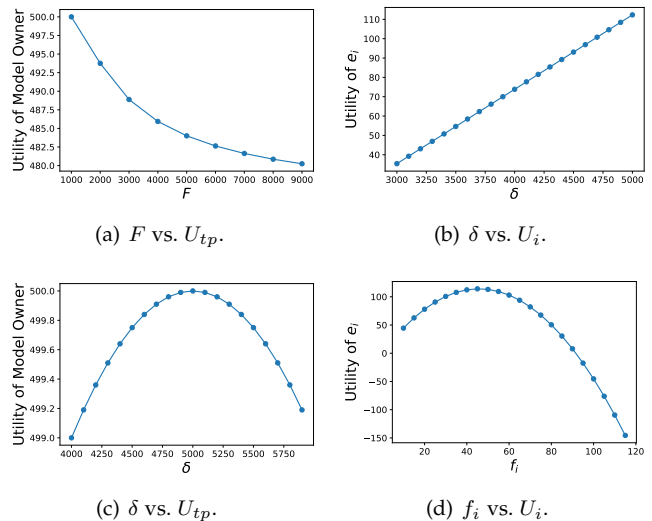 500.0
497.5
495.0
492.5
490.0
487.5
485.0
482.5
480.0
Utility of Model Owner
1000 2000 3000 4000 5000 6000 7000 8000 9000
F
(a) F vs. U_{tp}.
110
100
90
80
70
60
50
40
Utility of e_i
3000 3250 3500 3750 4000 4250 4500 4750 5000
δ
(b) δ vs. U_i.
500.0
499.8
499.6
499.4
499.2
499.0
Utility of Model Owner
4000 4250 4500 4750 5000 5250 5500 5750
δ
(c) δ vs. U_{tp}.
100
50
0
−50
−100
−150
Utility of e_i
20 40 60 80 100 120
f_i
(d) f_i vs. U_i.